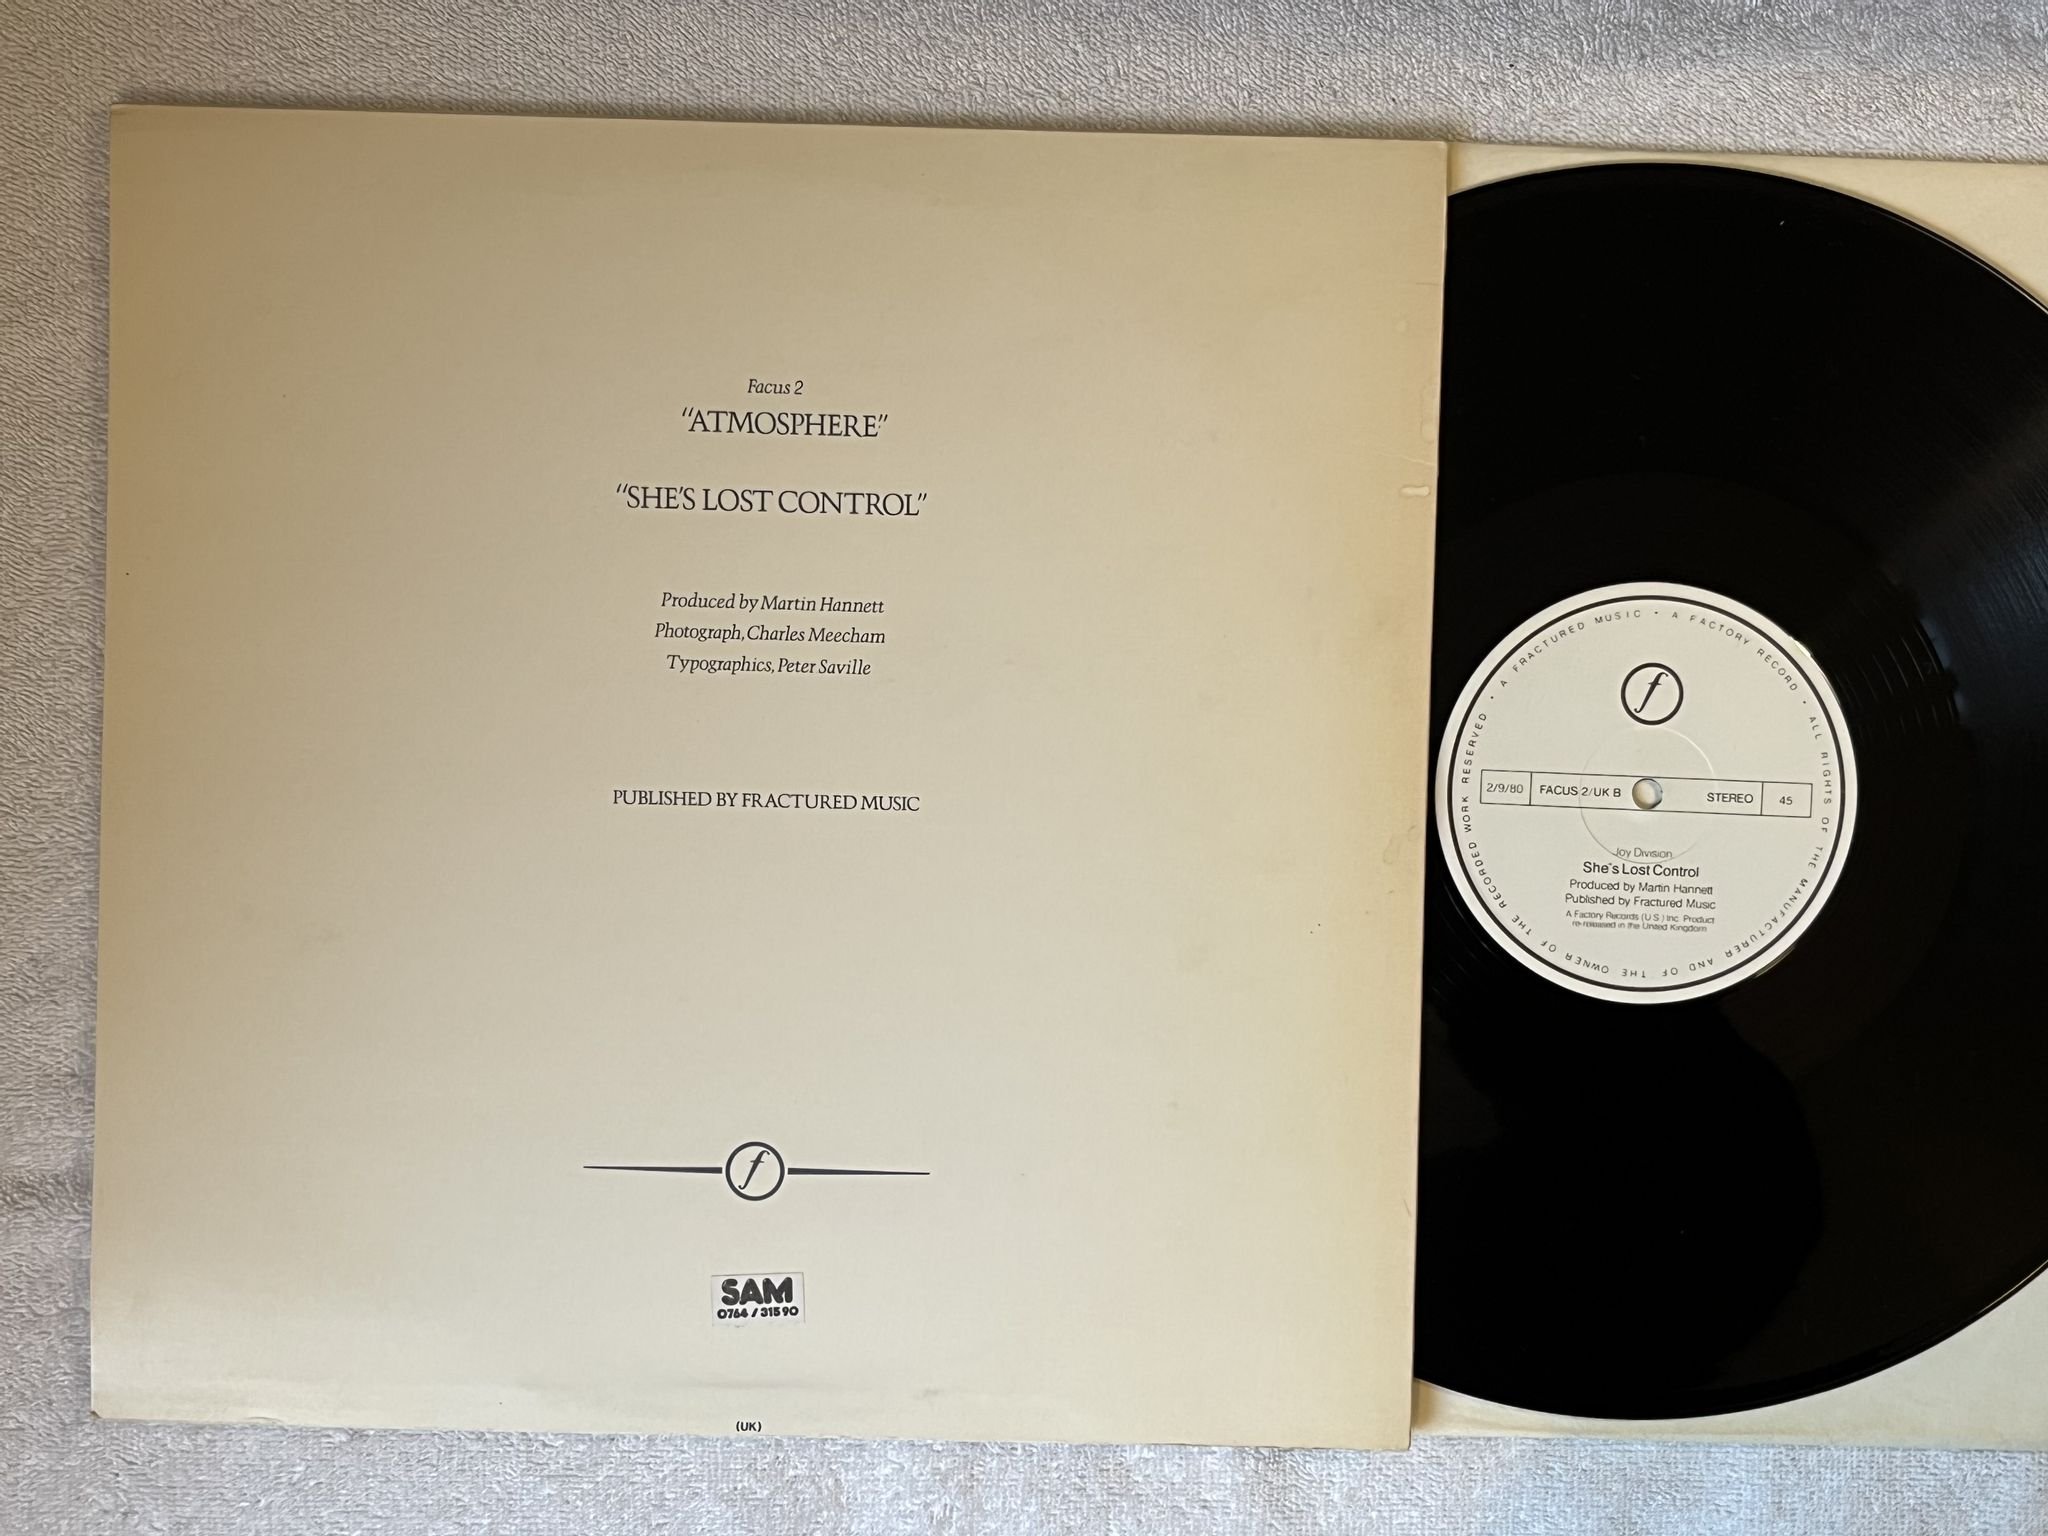 Facus 2
"ATMOSPHERE"
"SHE'S LOST CONTROL"
Produced by Martin Hannett
Photograph, Charles Meecham
Typographics, Peter Saville
PUBLISHED BY FRACTURED MUSIC
f
SAM
0764 / 31590
(UK)
• A FRACTURED MUSIC • A FACTORY RECORD • ALL RIGHTS OF THE MANUFACTURER AND OF THE OWNER OF THE RECORDED WORK RESERVED
f
2/9/80 FACUS 2/UK B STEREO 45
Joy Division
She's Lost Control
Produced by Martin Hannett
Published by Fractured Music
A Factory Records (U.S.) Inc. Product
re-released in the United Kingdom